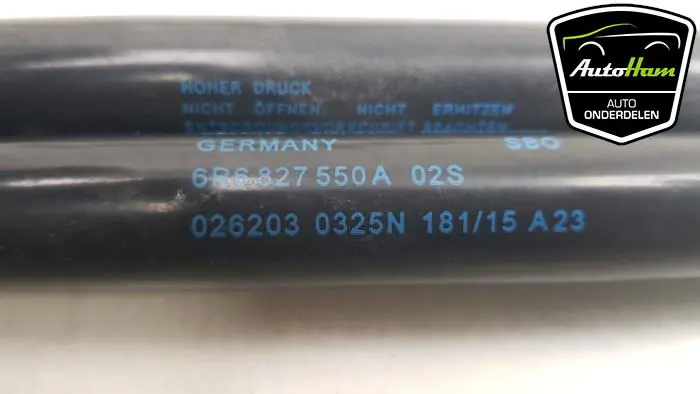 HOHER DRUCK
NICHT ÖFFNEN, NICHT ERHITZEN
GERMANY SBO
6R6 827 550A 02S
026203 0325N 181/15 A23
AutoHam
AUTO
ONDERDELEN